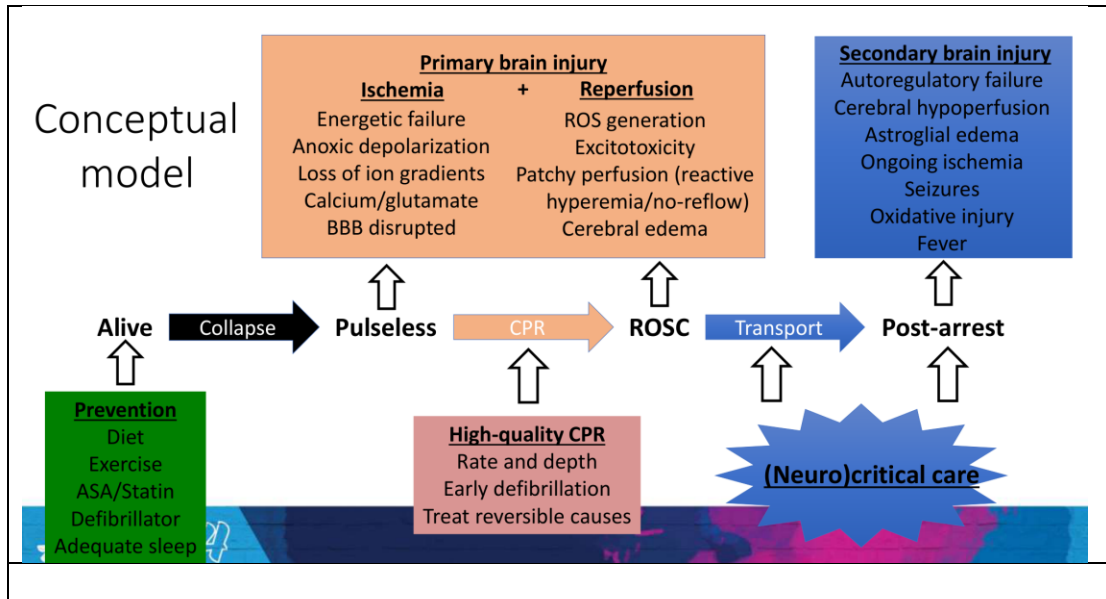 Conceptual
model
Primary brain injury
Ischemia + Reperfusion
Energetic failure
Anoxic depolarization
Loss of ion gradients
Calcium/glutamate
BBB disrupted
ROS generation
Excitotoxicity
Patchy perfusion (reactive
hyperemia/no-reflow)
Cerebral edema
Secondary brain injury
Autoregulatory failure
Cerebral hypoperfusion
Astroglial edema
Ongoing ischemia
Seizures
Oxidative injury
Fever
Alive
Collapse
Pulseless
CPR
ROSC
Transport
Post-arrest
Prevention
Diet
Exercise
ASA/Statin
Defibrillator
Adequate sleep
High-quality CPR
Rate and depth
Early defibrillation
Treat reversible causes
(Neuro)critical care